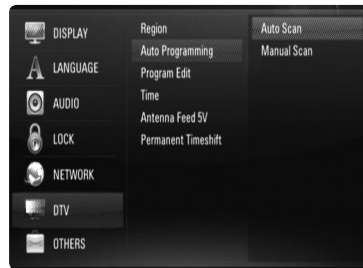 DISPLAY
LANGUAGE
AUDIO
LOCK
NETWORK
DTV
OTHERS
Region
Auto Programming
Program Edit
Time
Antenna Feed 5V
Permanent Timeshift
Auto Scan
Manual Scan